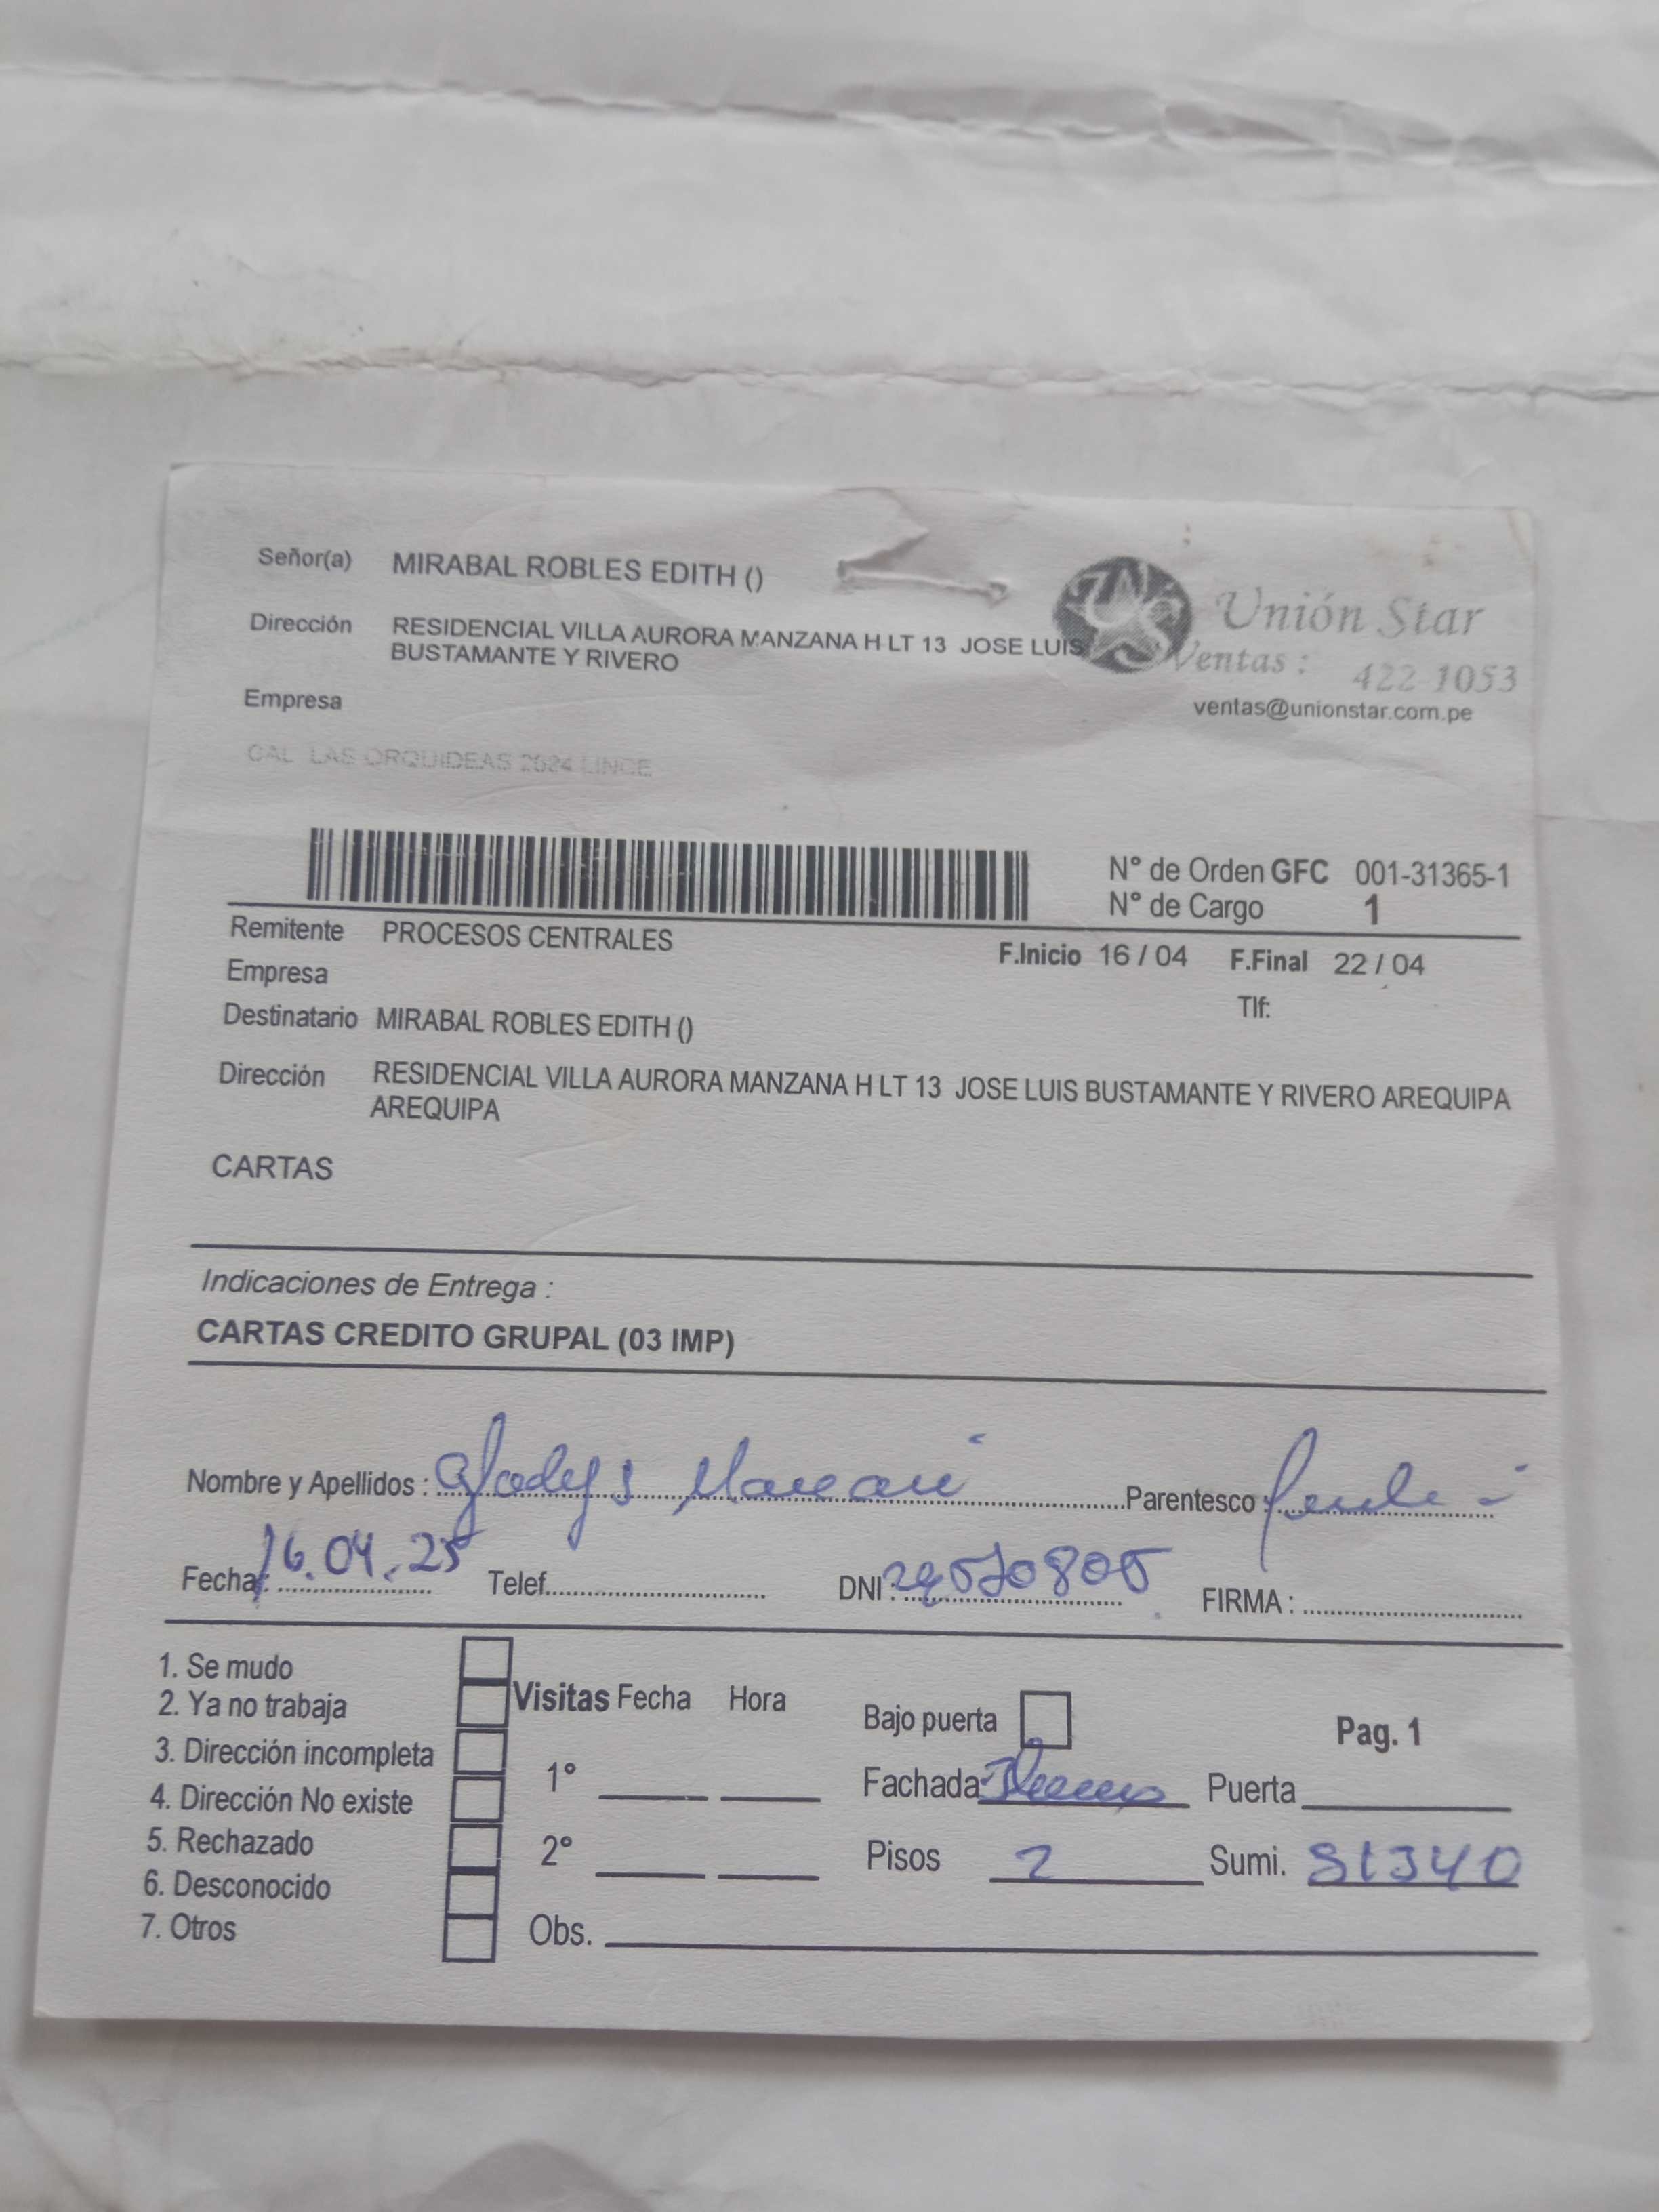 Señor(a) MIRABAL ROBLES EDITH ()
Dirección RESIDENCIAL VILLA AURORA MANZANA H LT 13 JOSE LUIS
BUSTAMANTE Y RIVERO
Unión Star
Ventas : 422-1053
ventas@unionstar.com.pe
Empresa
CAL LAS ORQUIDEAS 2624 LINCE
N° de Orden GFC 001-31365-1
N° de Cargo 1
Remitente PROCESOS CENTRALES
F.Inicio 16 / 04 F.Final 22 / 04
Empresa
Tlf:
Destinatario MIRABAL ROBLES EDITH ()
Dirección RESIDENCIAL VILLA AURORA MANZANA H LT 13 JOSE LUIS BUSTAMANTE Y RIVERO AREQUIPA
AREQUIPA
CARTAS
Indicaciones de Entrega :
CARTAS CREDITO GRUPAL (03 IMP)
Nombre y Apellidos : Gladys Mamani Parentesco :
Fecha: 16.04.25 Telef. DNI: 29570805 FIRMA :
1. Se mudo
2. Ya no trabaja
3. Dirección incompleta
4. Dirección No existe
5. Rechazado
6. Desconocido
7. Otros
Visitas Fecha Hora
1°
2°
Obs.
Bajo puerta
Pag. 1
Fachada Puerta
Pisos 2 Sumi. 81340